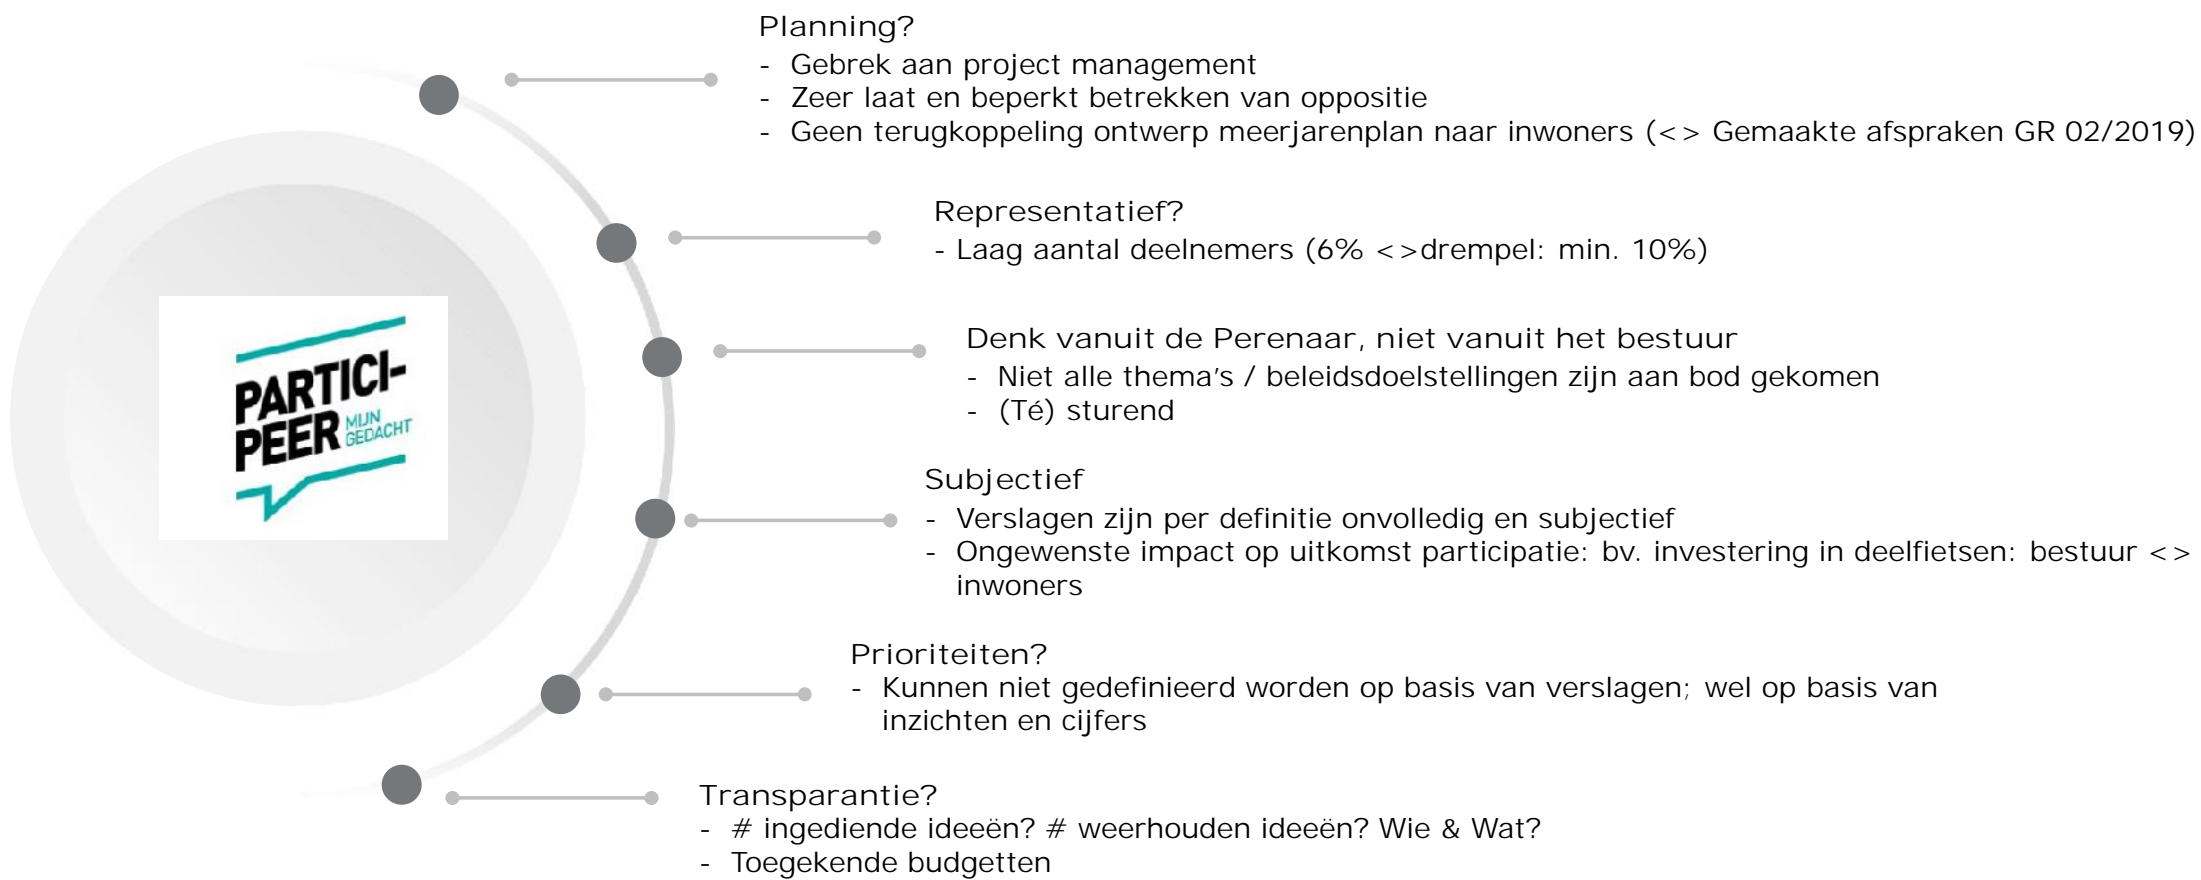 Planning?
- Gebrek aan project management
- Zeer laat en beperkt betrekken van oppositie
- Geen terugkoppeling ontwerp meerjarenplan naar inwoners (<> Gemaakte afspraken GR 02/2019)
Representatief?
- Laag aantal deelnemers (6% <>drempel: min. 10%)
Denk vanuit de Perenaar, niet vanuit het bestuur
- Niet alle thema's / beleidsdoelstellingen zijn aan bod gekomen
- (Té) sturend
PARTICI-
PEER MIJN
GEDACHT
Subjectief
- Verslagen zijn per definitie onvolledig en subjectief
- Ongewenste impact op uitkomst participatie: bv. investering in deelfietsen: bestuur <>
inwoners
Prioriteiten?
- Kunnen niet gedefinieerd worden op basis van verslagen; wel op basis van
inzichten en cijfers
Transparantie?
- # ingediende ideeën? # weerhouden ideeën? Wie & Wat?
- Toegekende budgetten